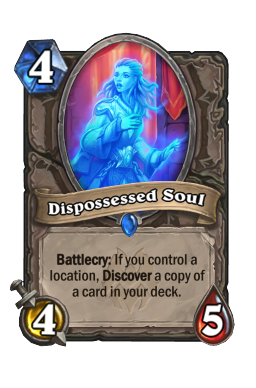 4
Dispossessed Soul
Battlecry: If you control a
location, Discover a copy of
a card in your deck.
4
5